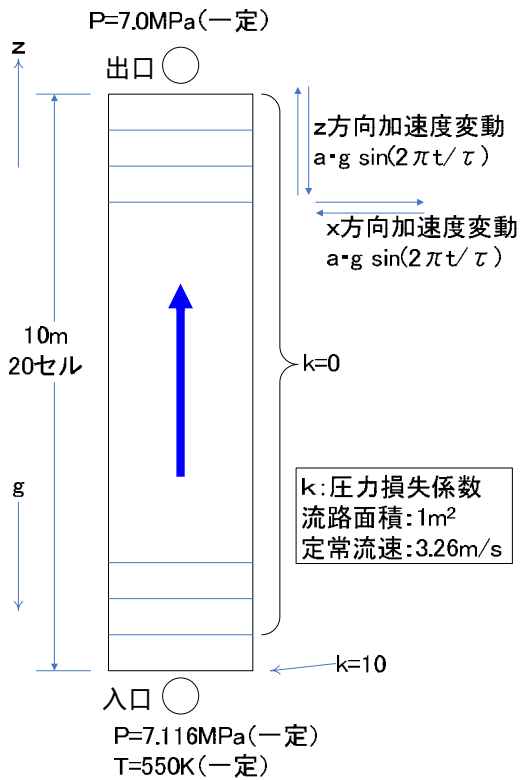 P=7.0MPa(一定)
出口
z
z方向加速度変動
a・g sin(2πt/τ)
x方向加速度変動
a・g sin(2πt/τ)
10m
20セル
k=0
g
k:圧力損失係数
流路面積:1m²
定常流速:3.26m/s
k=10
入口
P=7.116MPa(一定)
T=550K(一定)